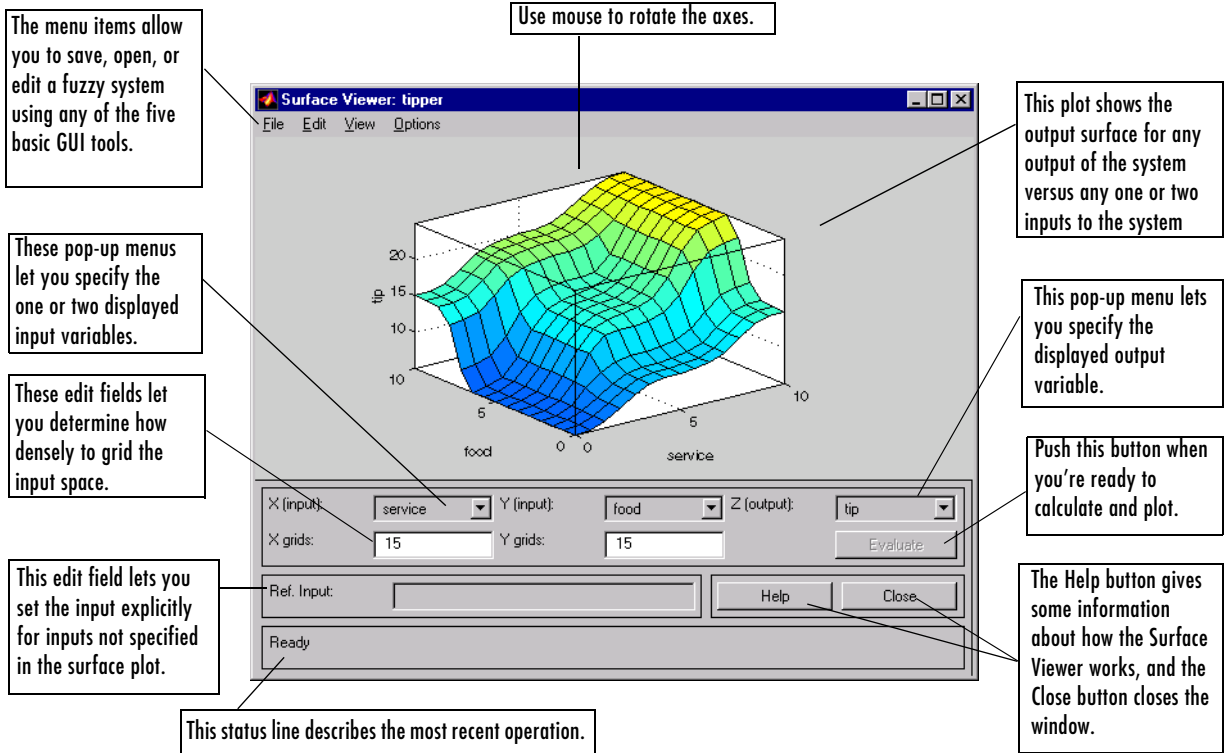 Use mouse to rotate the axes.
The menu items allow
you to save, open, or
edit a fuzzy system
using any of the five
basic GUI tools.
Surface Viewer: tipper
File Edit View Options
This plot shows the
output surface for any
output of the system
versus any one or two
inputs to the system
These pop-up menus
let you specify the
one or two displayed
input variables.
This pop-up menu lets
you specify the
displayed output
variable.
These edit fields let
you determine how
densely to grid the
input space.
tip
20
15
10
10
5
0
food
0
5
10
service
Push this button when
you're ready to
calculate and plot.
X (input): service Y (input): food Z (output): tip
X grids: 15 Y grids: 15 Evaluate
This edit field lets you
set the input explicitly
for inputs not specified
in the surface plot.
Ref. Input: Help Close
Ready
The Help button gives
some information
about how the Surface
Viewer works, and the
Close button closes the
window.
This status line describes the most recent operation.